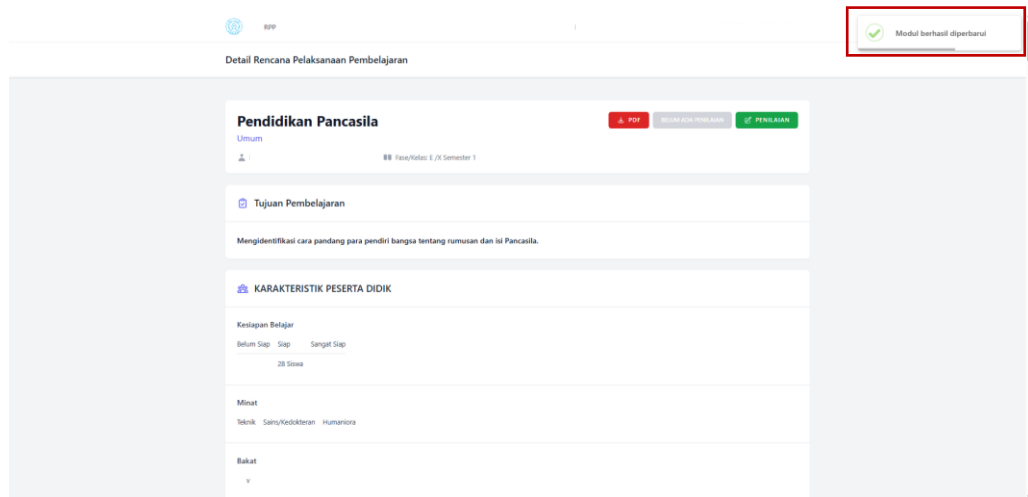 RPP
Modul berhasil diperbarui
Detail Rencana Pelaksanaan Pembelajaran
Pendidikan Pancasila
PDF BELUM ADA PENILAIAN PENILAIAN
Umum
Fase/Kelas: E /X Semester 1
Tujuan Pembelajaran
Mengidentifikasi cara pandang para pendiri bangsa tentang rumusan dan isi Pancasila.
KARAKTERISTIK PESERTA DIDIK
Kesiapan Belajar
Belum Siap Siap Sangat Siap
28 Siswa
Minat
Teknik Sains/Kedokteran Humaniora
Bakat
v